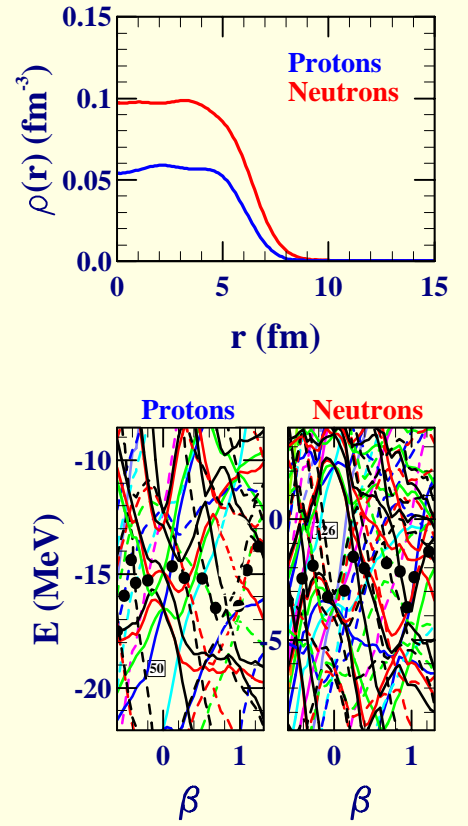 0.15
0.1
0.05
0.0
ρ(r) (fm⁻³)
Protons
Neutrons
0 5 10 15
r (fm)
Protons Neutrons
-10
-15
-20
E (MeV)
50
0
-5
126
0 1 0 1
β β